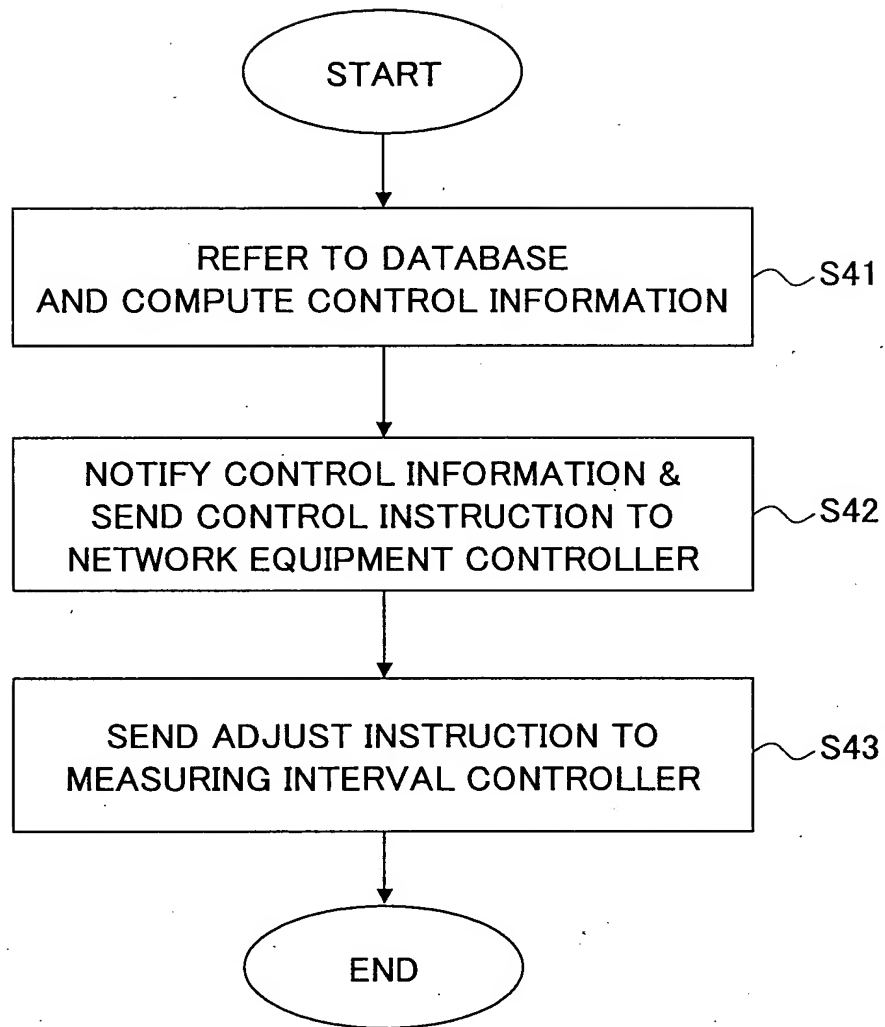 START
REFER TO DATABASE
AND COMPUTE CONTROL INFORMATION
S41
NOTIFY CONTROL INFORMATION &
SEND CONTROL INSTRUCTION TO
NETWORK EQUIPMENT CONTROLLER
S42
SEND ADJUST INSTRUCTION TO
MEASURING INTERVAL CONTROLLER
S43
END